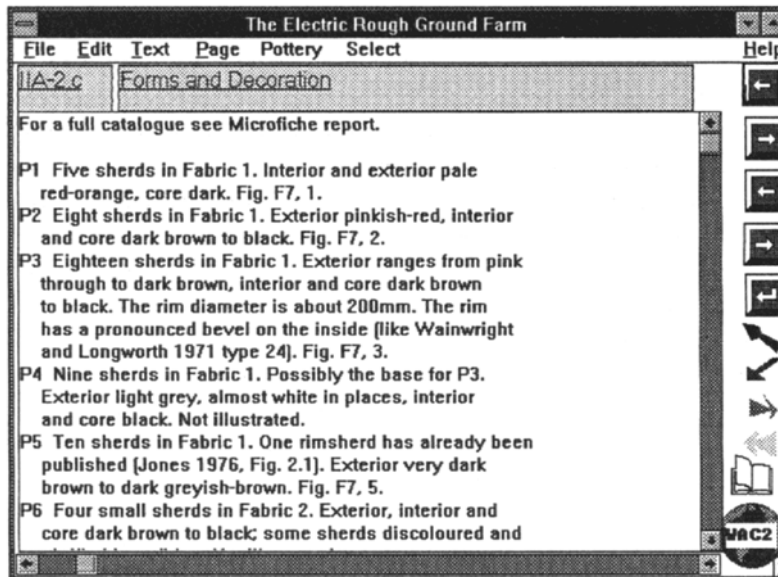 The Electric Rough Ground Farm
File Edit Text Page Pottery Select Help
IIA-2.c Forms and Decoration
For a full catalogue see Microfiche report.
P1 Five sherds in Fabric 1. Interior and exterior pale
red-orange, core dark. Fig. F7, 1.
P2 Eight sherds in Fabric 1. Exterior pinkish-red, interior
and core dark brown to black. Fig. F7, 2.
P3 Eighteen sherds in Fabric 1. Exterior ranges from pink
through to dark brown, interior and core dark brown
to black. The rim diameter is about 200mm. The rim
has a pronounced bevel on the inside (like Wainwright
and Longworth 1971 type 24). Fig. F7, 3.
P4 Nine sherds in Fabric 1. Possibly the base for P3.
Exterior light grey, almost white in places, interior
and core black. Not illustrated.
P5 Ten sherds in Fabric 1. One rimsherd has already been
published (Jones 1976, Fig. 2.1). Exterior very dark
brown to dark greyish-brown. Fig. F7, 5.
P6 Four small sherds in Fabric 2. Exterior, interior and
core dark brown to black; some sherds discoloured and
WAC2